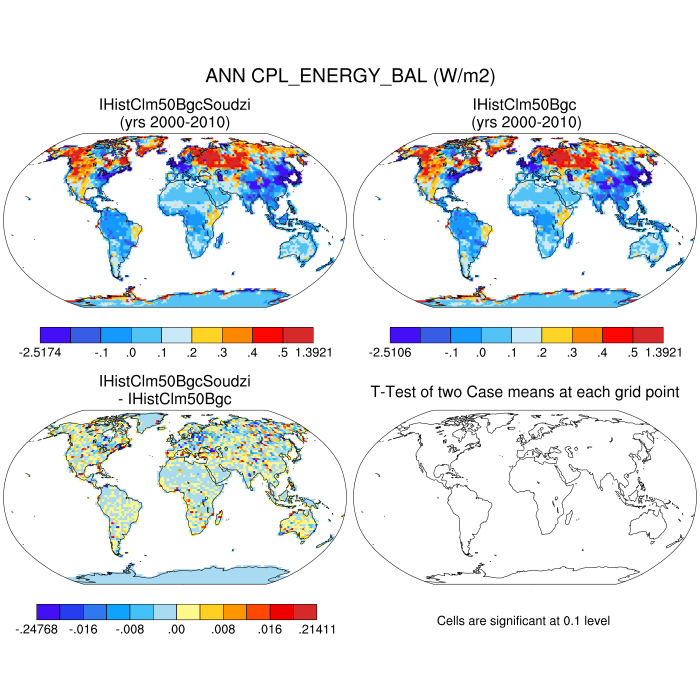 ANN CPL_ENERGY_BAL (W/m2)
IHistClm50BgcSoudzi
(yrs 2000-2010)
IHistClm50Bgc
(yrs 2000-2010)
-2.5174 -.1 .0 .1 .2 .3 .4 .5 1.3921
-2.5106 -.1 .0 .1 .2 .3 .4 .5 1.3921
IHistClm50BgcSoudzi
- IHistClm50Bgc
T-Test of two Case means at each grid point
-.24768 -.016 -.008 .00 .008 .016 .21411
Cells are significant at 0.1 level